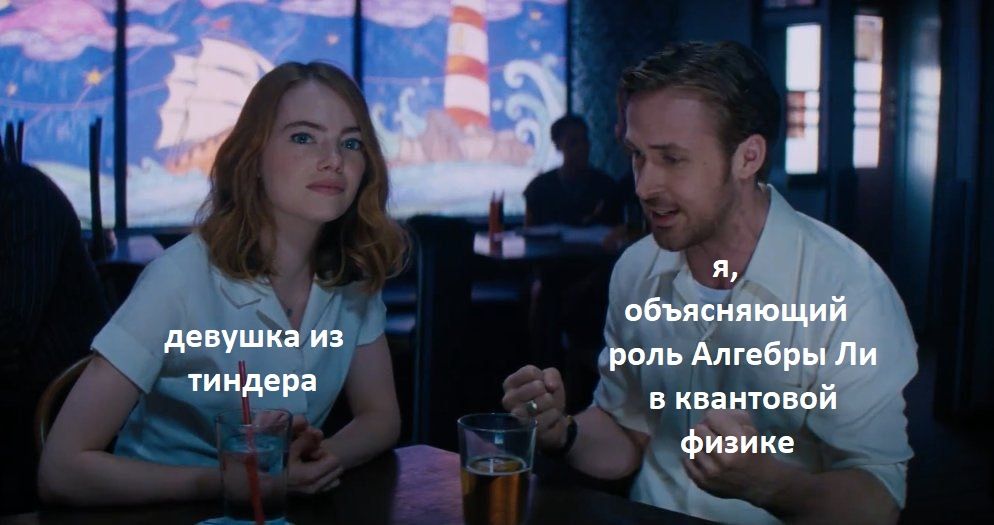 девушка из
тиндера
я,
объясняющий
роль Алгебры Ли
в квантовой
физике